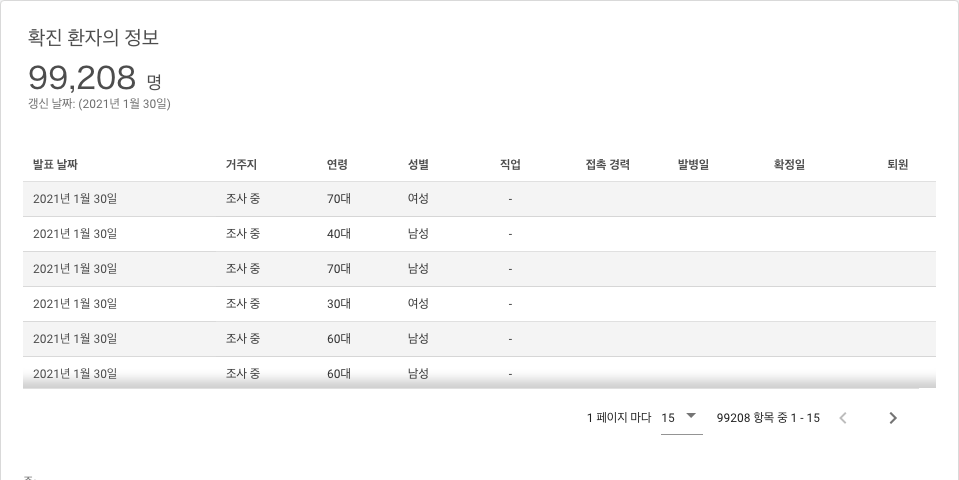 확진 환자의 정보
99,208 명
갱신 날짜: (2021년 1월 30일)
발표 날짜 거주지 연령 성별 직업 접촉 경력 발병일 확정일 퇴원
2021년 1월 30일 조사 중 70대 여성 -
2021년 1월 30일 조사 중 40대 남성 -
2021년 1월 30일 조사 중 70대 남성 -
2021년 1월 30일 조사 중 30대 여성 -
2021년 1월 30일 조사 중 60대 남성 -
2021년 1월 30일 조사 중 60대 남성 -
1 페이지 마다 15 99208 항목 중 1 - 15